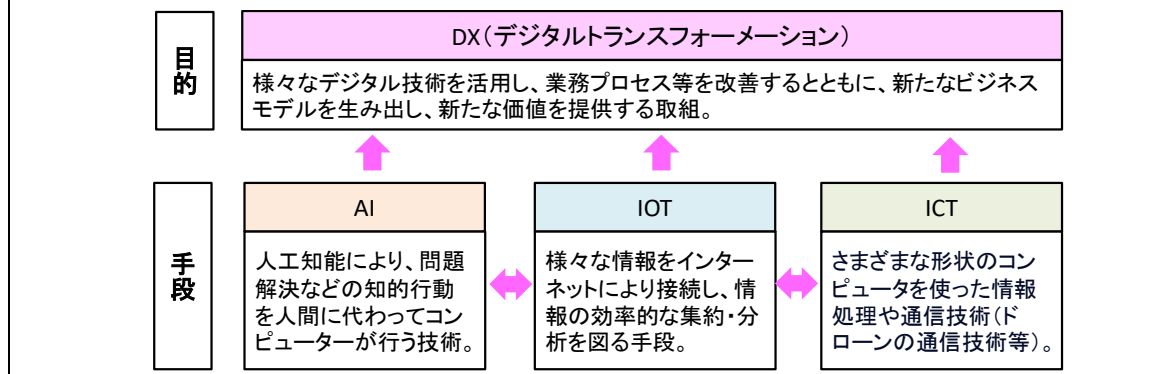 目的
DX(デジタルトランスフォーメーション)
様々なデジタル技術を活用し、業務プロセス等を改善するとともに、新たなビジネス
モデルを生み出し、新たな価値を提供する取組。
手段
AI
人工知能により、問題
解決などの知的行動
を人間に代わってコン
ピューターが行う技術。
IOT
様々な情報をインター
ネットにより接続し、情
報の効率的な集約・分
析を図る手段。
ICT
さまざまな形状のコン
ピュータを使った情報
処理や通信技術(ド
ローンの通信技術等)。